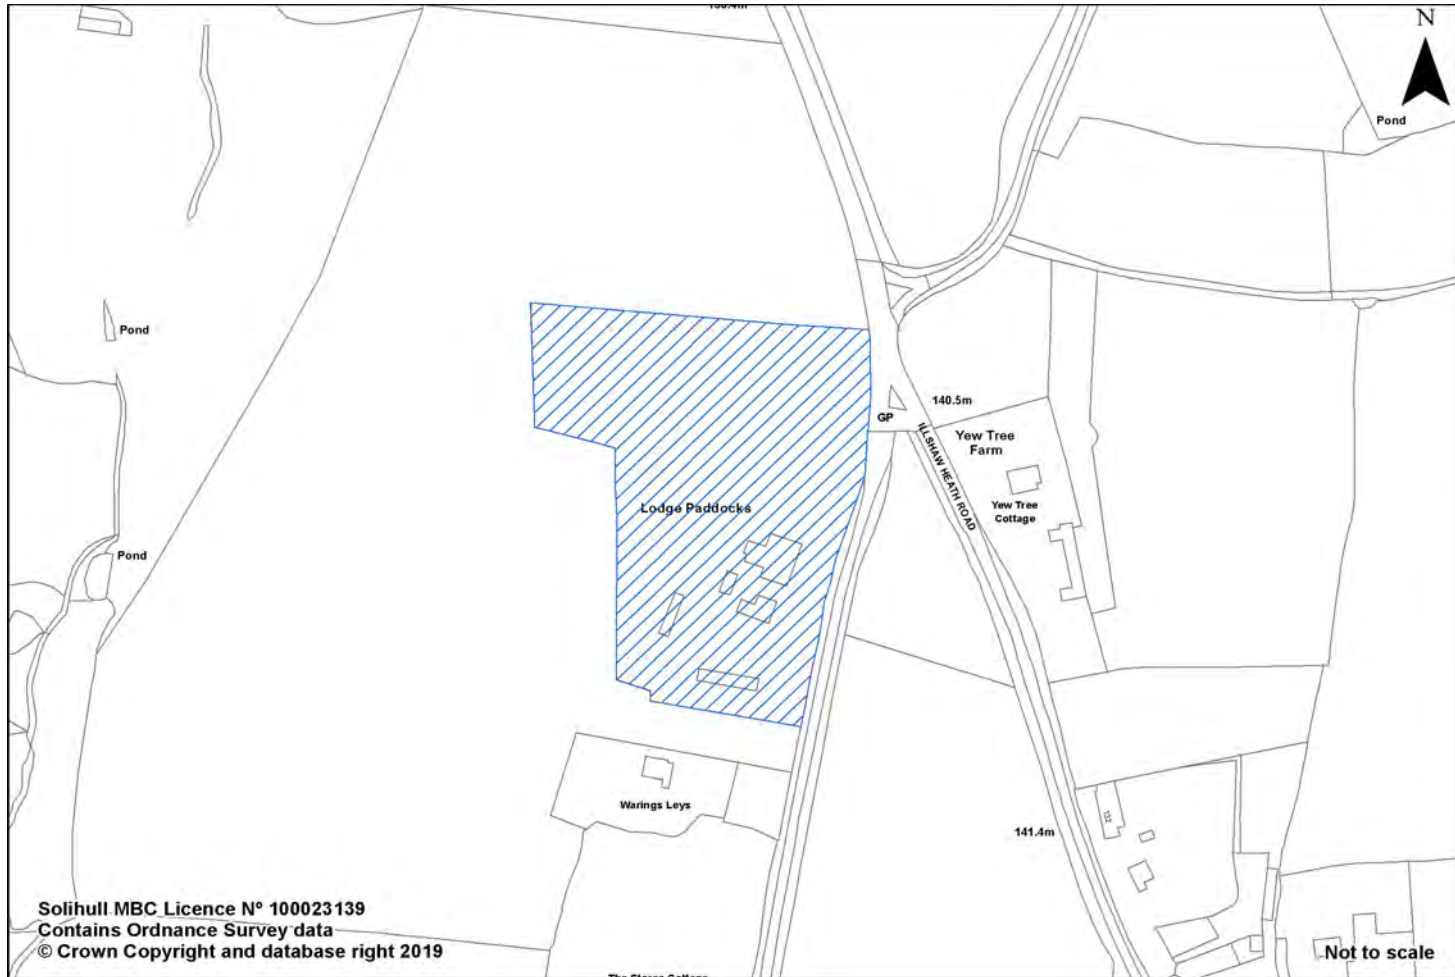 N
Pond
Pond
140.5m
GP
Yew Tree
Farm
ILLSHAW HEATH ROAD
Lodge Paddocks
Yew Tree
Cottage
Pond
Warings Leys
132
141.4m
Solihull MBC Licence Nº 100023139
Contains Ordnance Survey data
© Crown Copyright and database right 2019
Not to scale